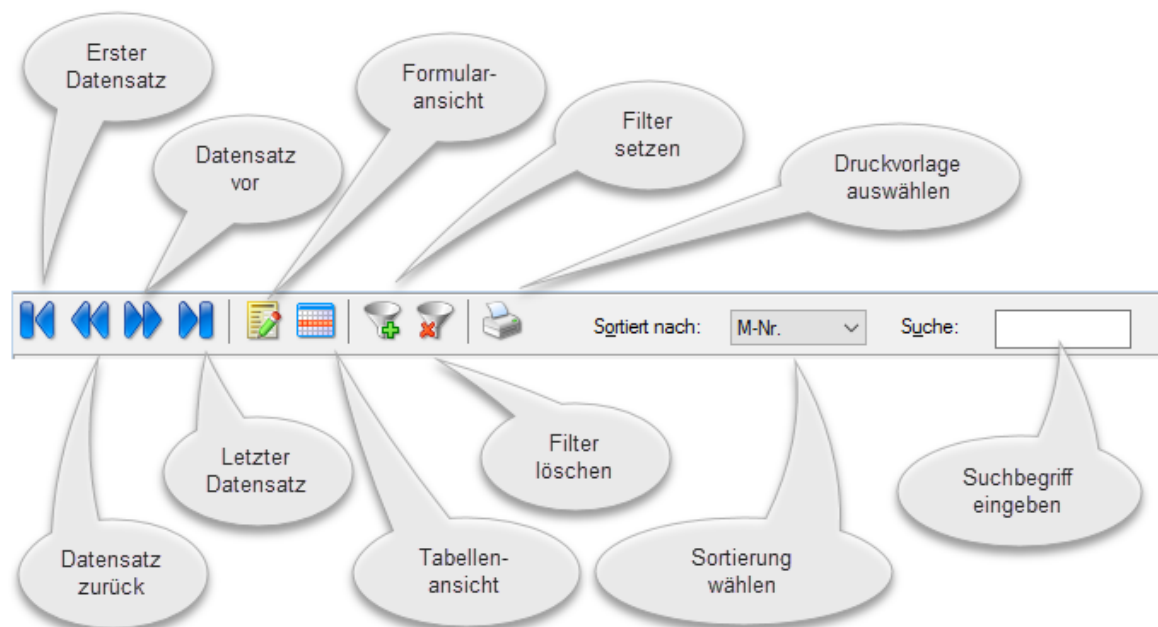 Erster
Datensatz
Formular-
ansicht
Filter
setzen
Datensatz
vor
Druckvorlage
auswählen
Sortiert nach: M-Nr. Suche:
Letzter
Datensatz
Filter
löschen
Suchbegriff
eingeben
Datensatz
zurück
Tabellen-
ansicht
Sortierung
wählen